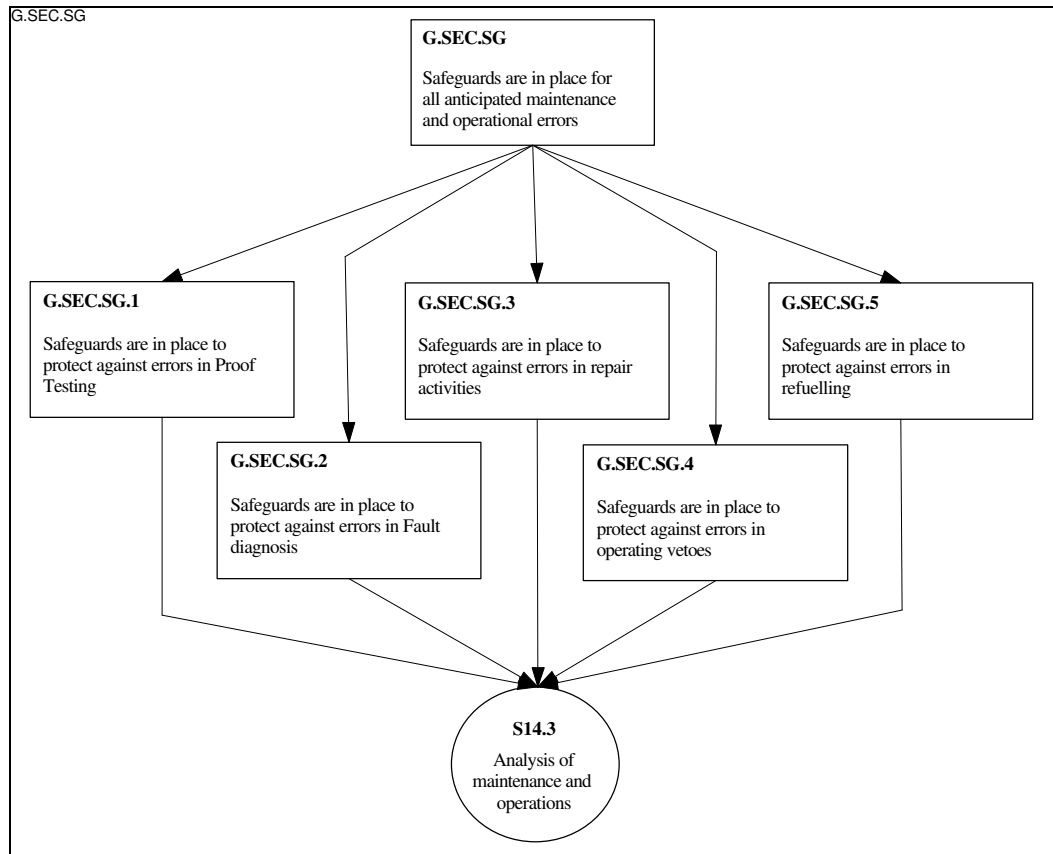 G.SEC.SG
G.SEC.SG
Safeguards are in place for
all anticipated maintenance
and operational errors
G.SEC.SG.1
Safeguards are in place to
protect against errors in Proof
Testing
G.SEC.SG.3
Safeguards are in place to
protect against errors in repair
activities
G.SEC.SG.5
Safeguards are in place to
protect against errors in
refuelling
G.SEC.SG.2
Safeguards are in place to
protect against errors in Fault
diagnosis
G.SEC.SG.4
Safeguards are in place to
protect against errors in
operating vetoes
S14.3
Analysis of
maintenance and
operations